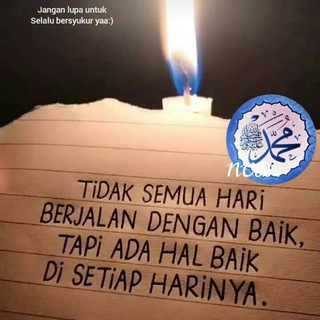 Jangan lupa untuk
Selalu bersyukur yaa:)
محمد
TIDAK SEMUA HARI
BERJALAN DENGAN BAIK,
TAPI ADA HAL BAIK
DI SETIAP HARINYA.